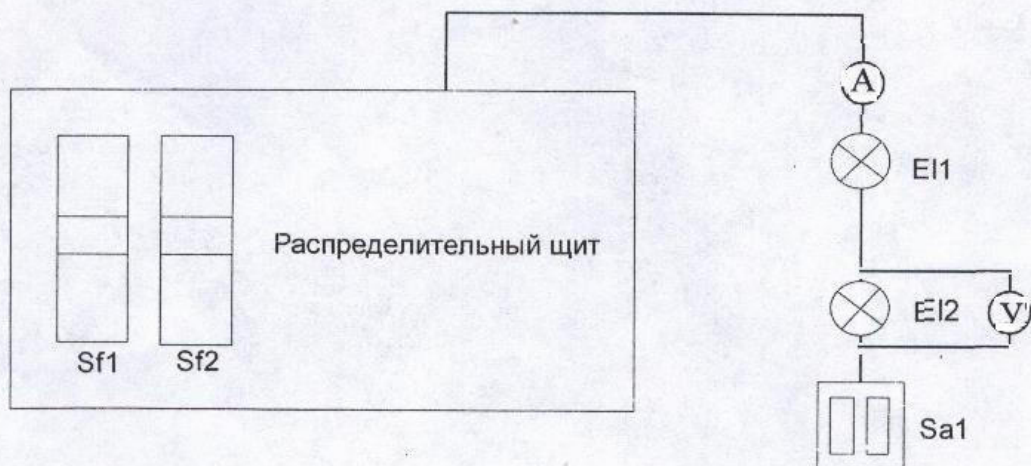 A
El1
Распределительный щит
El2
V
Sf1
Sf2
Sa1